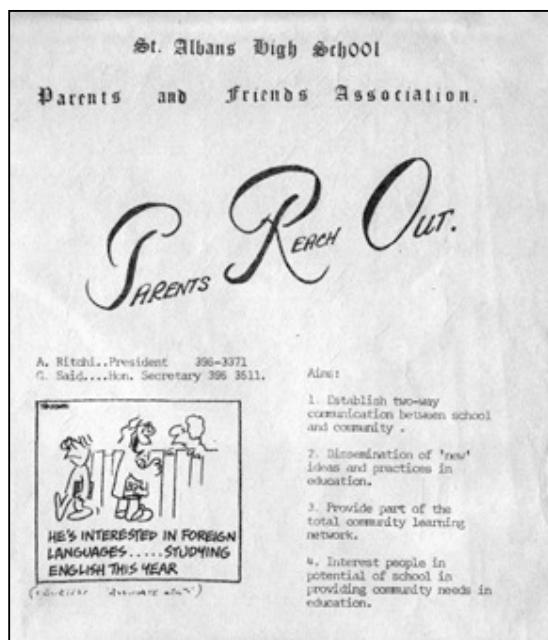 St. Albans High SchOOl
Parents and Friends Association.
PARENTS REACH OUT.
A. Ritchi..President 396-3371
G. Said....Hon. Secretary 396 3511.
HE'S INTERESTED IN FOREIGN
LANGUAGES.....STUDYING
ENGLISH THIS YEAR
Aims:
1. Establish two-way
communication between school
and community .
2. Dissemination of 'new'
ideas and practices in
education.
3. Provide part of the
total community learning
network.
4. Interest people in
potential of school in
providing community needs in
education.